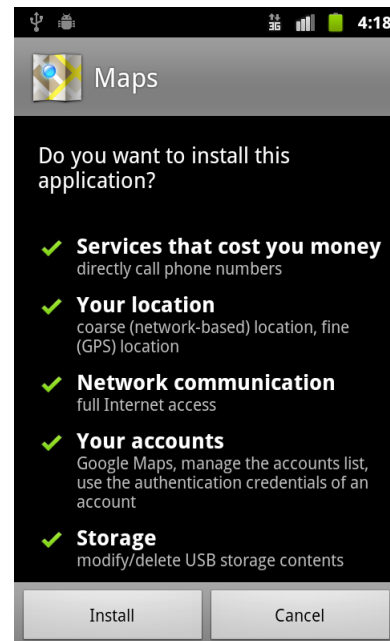 3G 4:18
Maps
Do you want to install this
application?
Services that cost you money
directly call phone numbers
Your location
coarse (network-based) location, fine
(GPS) location
Network communication
full Internet access
Your accounts
Google Maps, manage the accounts list,
use the authentication credentials of an
account
Storage
modify/delete USB storage contents
Install Cancel